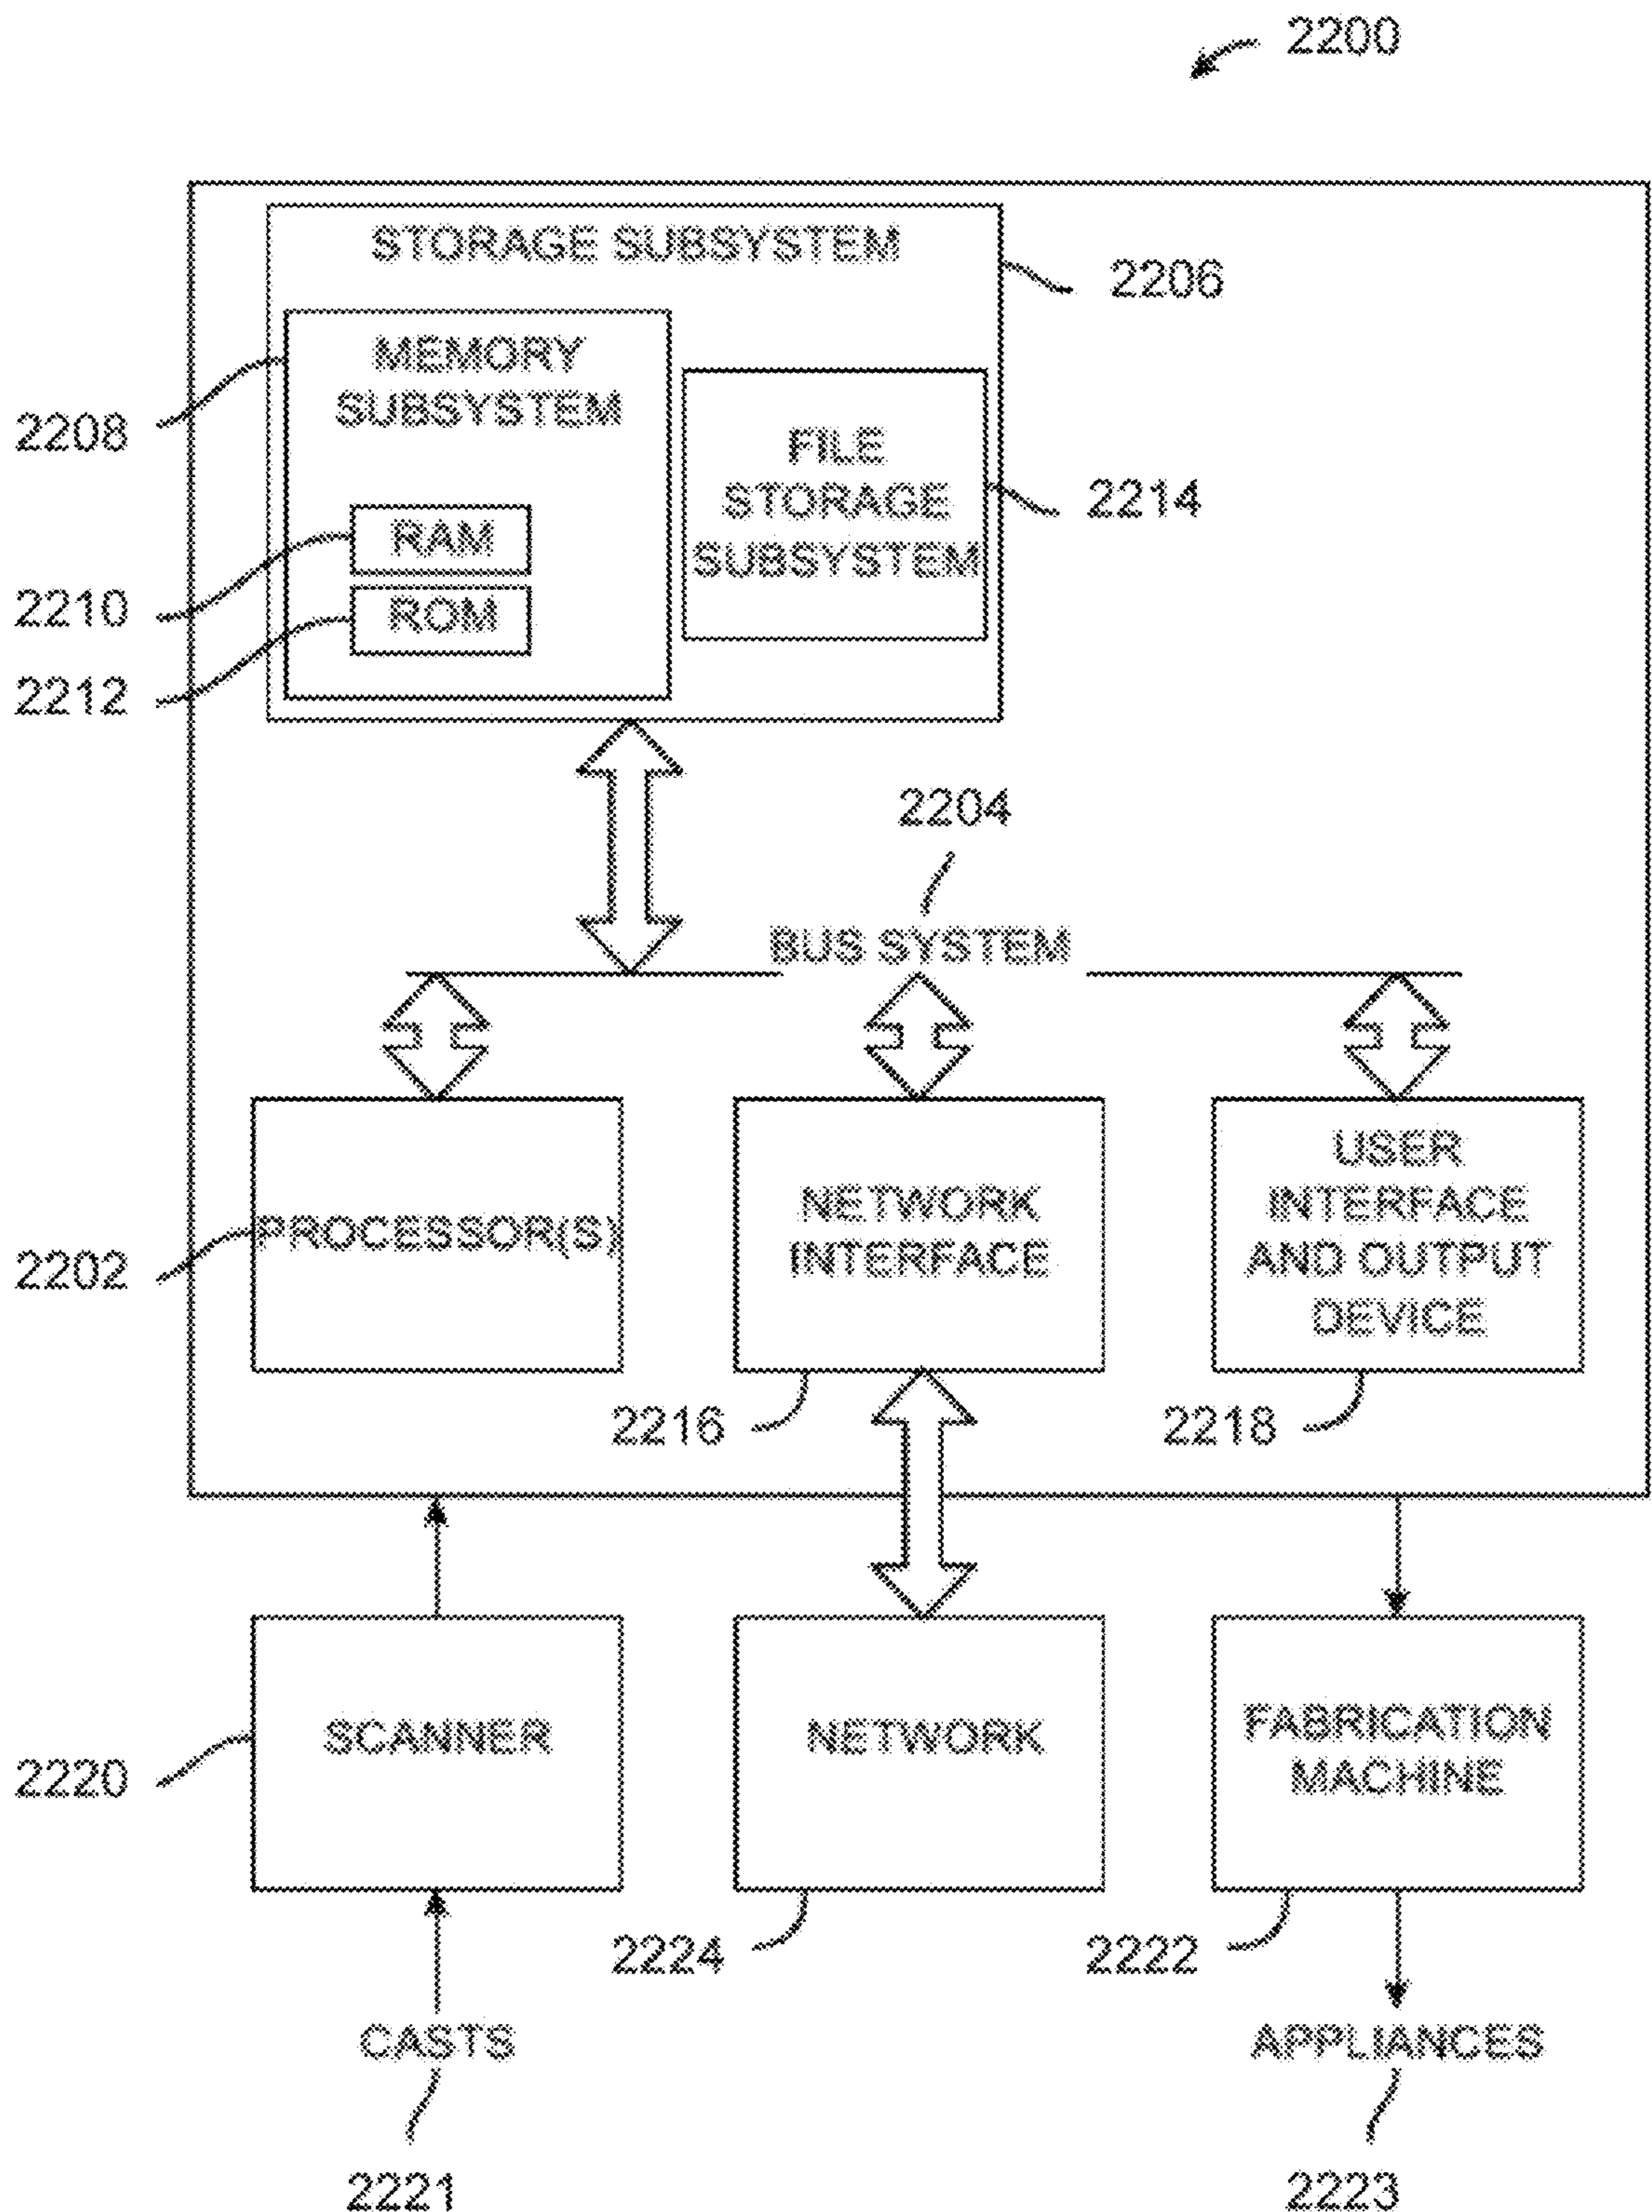 2200
STORAGE SUBSYSTEM
2206
MEMORY
SUBSYSTEM
2208
FILE
STORAGE
SUBSYSTEM
2214
RAM
2210
ROM
2212
2204
BUS SYSTEM
PROCESSOR(S)
2202
NETWORK
INTERFACE
USER
INTERFACE
AND OUTPUT
DEVICE
2216
2218
SCANNER
2220
NETWORK
FABRICATION
MACHINE
2224
2222
CASTS
APPLIANCES
2221
2223